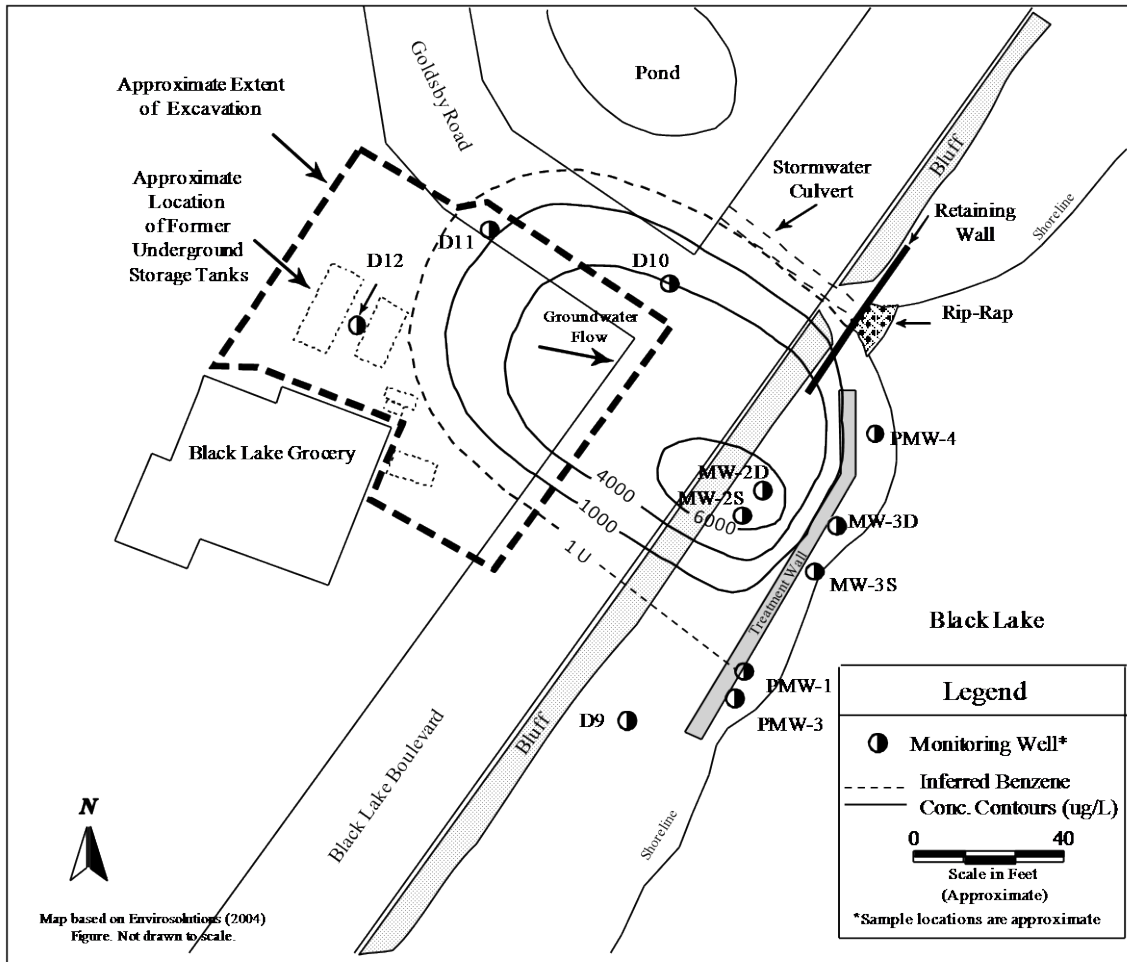 Approximate Extent
of Excavation
Goldsby Road
Pond
Bluff
Stormwater
Culvert
Retaining
Wall
Shoreline
Approximate
Location
of Former
Underground
Storage Tanks
D12
D11
D10
Groundwater
Flow
Rip-Rap
Black Lake Grocery
PMW-4
MW-2D
MW-2S
4000
1000
6000
1 U
MW-3D
MW-3S
Treatment Wall
Black Lake
PMW-1
PMW-3
D9
Bluff
Black Lake Boulevard
Shoreline
N
Map based on Envirosolutions (2004)
Figure. Not drawn to scale.
Legend
Monitoring Well*
Inferred Benzene
Conc. Contours (ug/L)
0 40
Scale in Feet
(Approximate)
*Sample locations are approximate